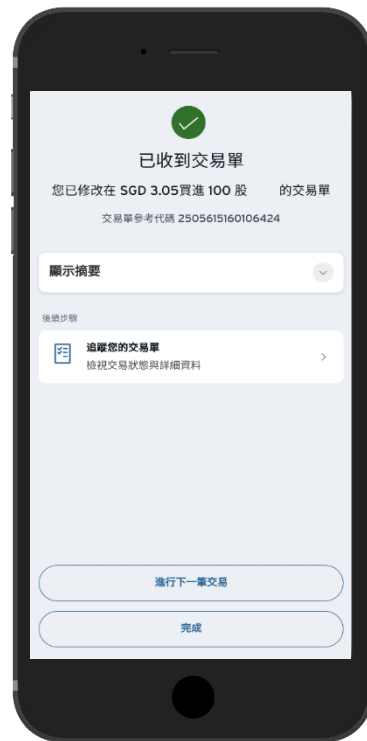 已收到交易單
您已修改在 SGD 3.05買進 100 股 的交易單
交易單參考代碼 2505615160106424
顯示摘要
後續步驟
追蹤您的交易單
檢視交易狀態與詳細資料
進行下一筆交易
完成